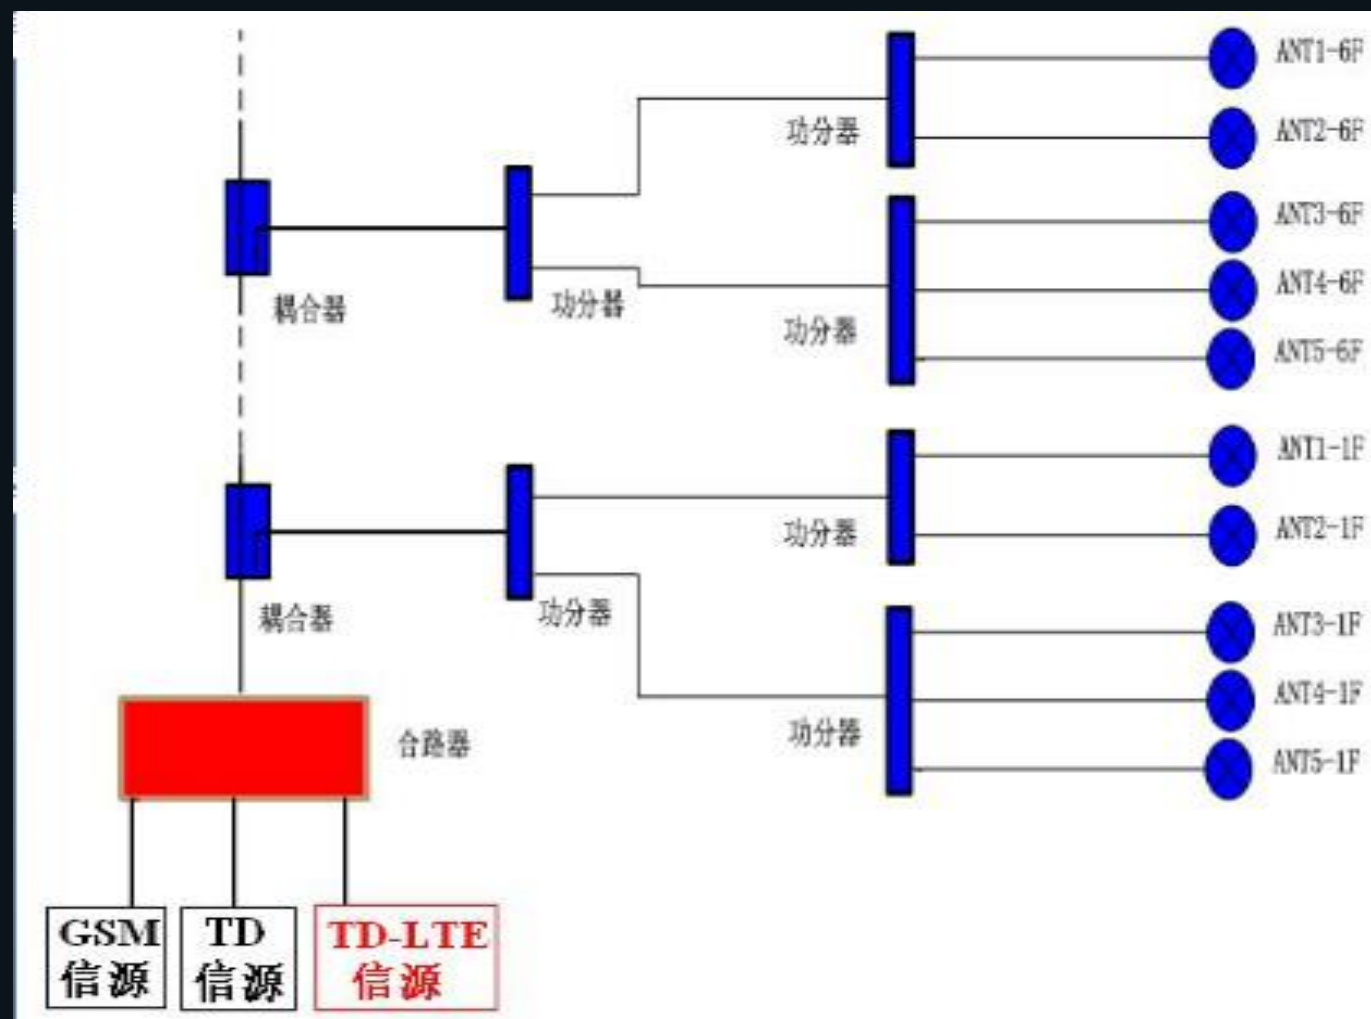 ANT1-6F
功分器
ANT2-6F
ANT3-6F
ANT4-6F
耦合器
功分器
功分器
ANT5-6F
ANT1-1F
功分器
ANT2-1F
耦合器
功分器
ANT3-1F
ANT4-1F
合路器
功分器
ANT5-1F
GSM
信源
TD
信源
TD-LTE
信源